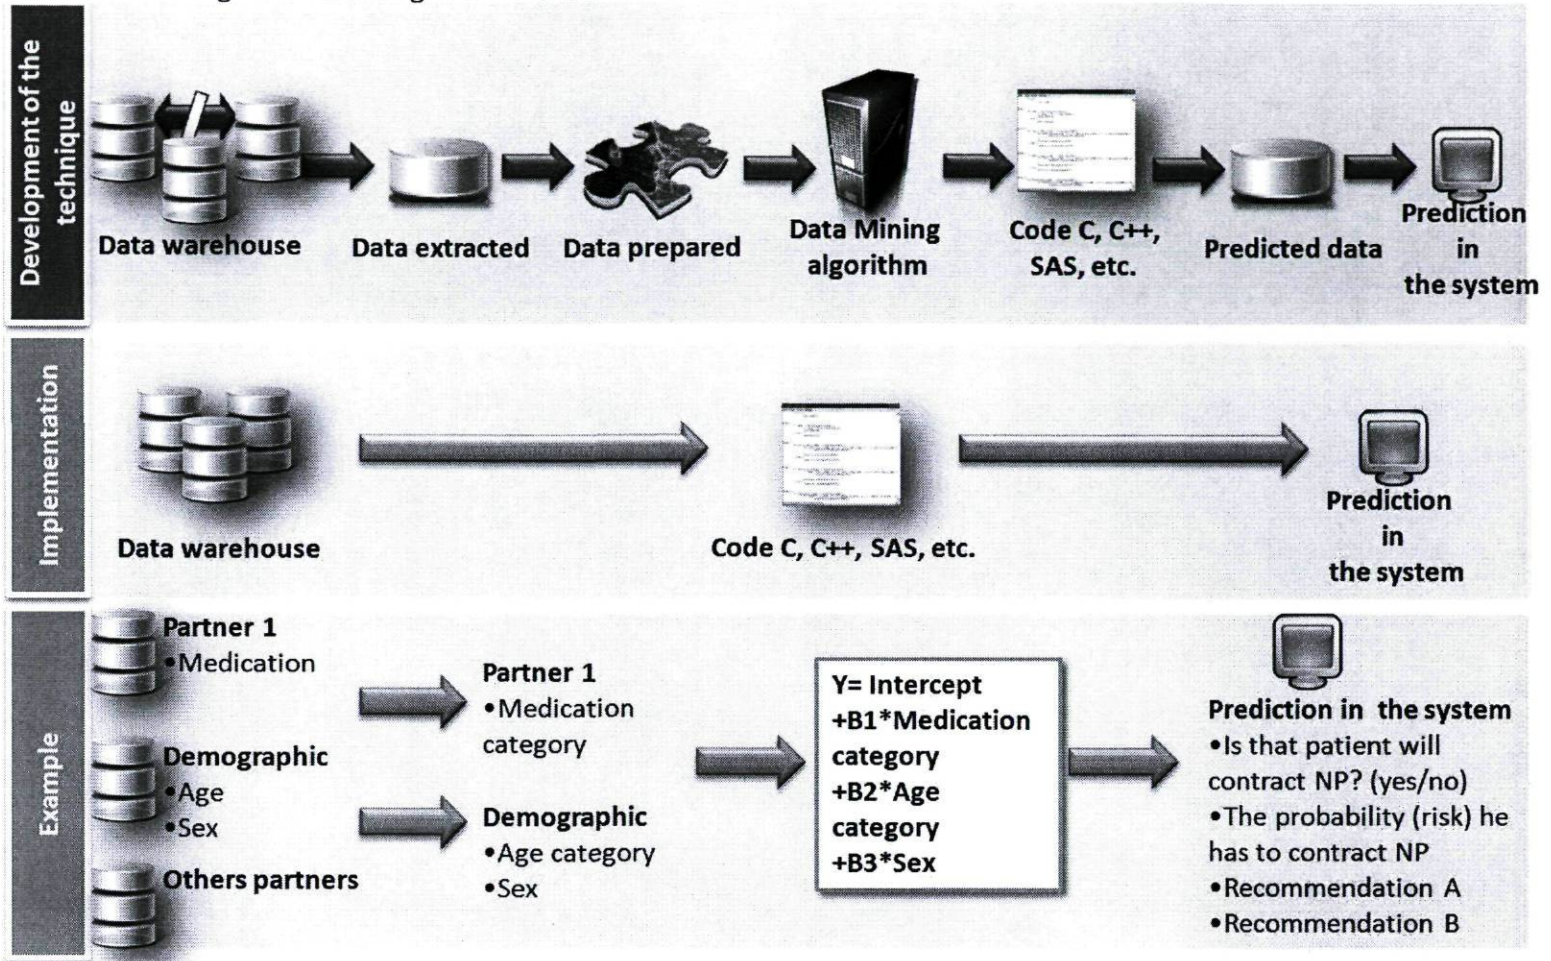 Development of the
technique
Data warehouse
Data extracted
Data prepared
Data Mining
algorithm
Code C, C++,
SAS, etc.
Predicted data
Prediction
in
the system
Implementation
Data warehouse
Code C, C++, SAS, etc.
Prediction
in
the system
Example
Partner 1
•Medication
Demographic
•Age
•Sex
Others partners
Partner 1
•Medication
category
Demographic
•Age category
•Sex
Y= Intercept
+B1*Medication
category
+B2*Age
category
+B3*Sex
Prediction in the system
•Is that patient will
contract NP? (yes/no)
•The probability (risk) he
has to contract NP
•Recommendation A
•Recommendation B